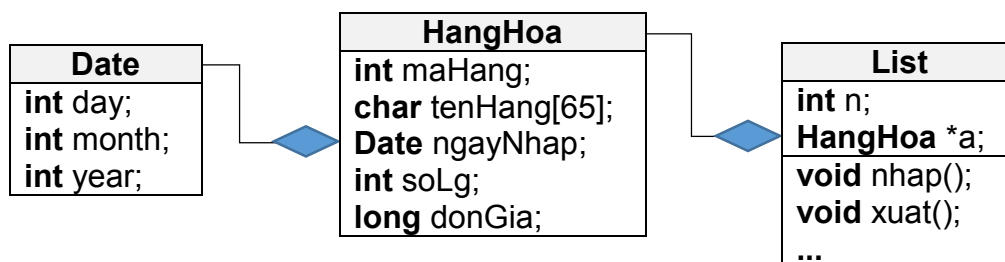 Date
int day;
int month;
int year;
HangHoa
int maHang;
char tenHang[65];
Date ngayNhap;
int soLg;
long donGia;
List
int n;
HangHoa *a;
void nhap();
void xuat();
...